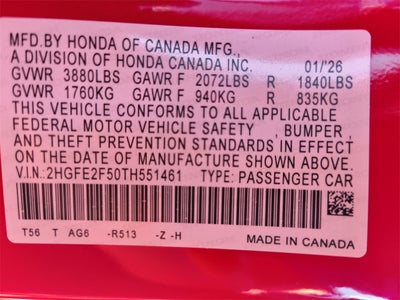 MFD.BY HONDA OF CANADA MFG.,
A DIVISION OF HONDA CANADA INC. 01/'26
GVWR 3880LBS GAWR F 2072LBS R 1840LBS
GVWR 1760KG GAWR F 940KG R 835KG
THIS VEHICLE CONFORMS TO ALL APPLICABLE
FEDERAL MOTOR VEHICLE SAFETY , BUMPER,
AND THEFT PREVENTION STANDARDS IN EFFECT
ON THE DATE OF MANUFACTURE SHOWN ABOVE.
V.I.N.:2HGFE2F50TH551461 TYPE: PASSENGER CAR
T56 T AG6 -R513 -Z -H
MADE IN CANADA